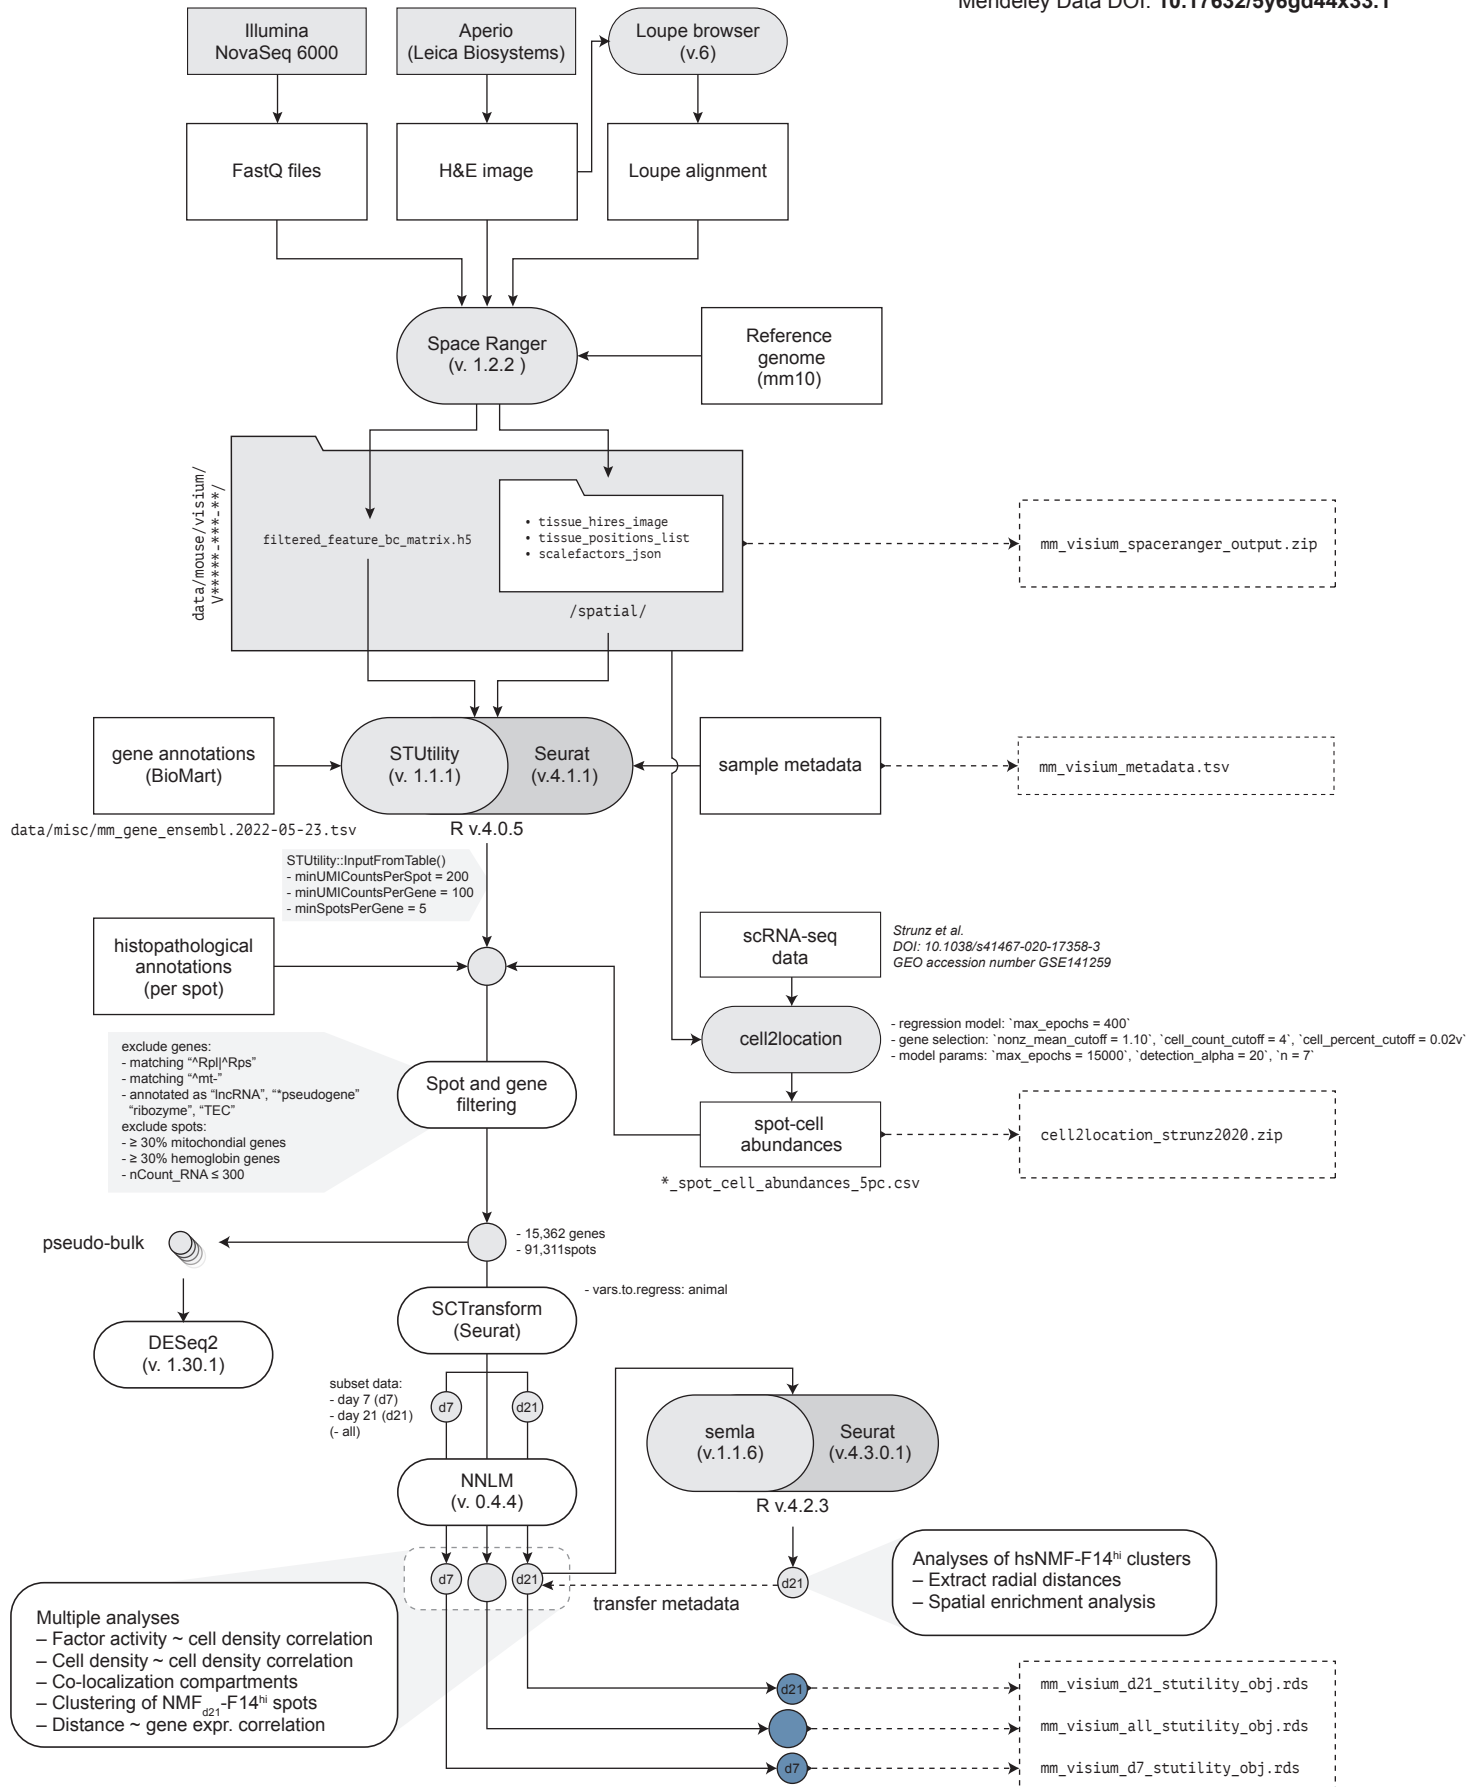 Mendeley Data DOI: 10.17632/5y6gd44x33.1
Illumina
NovaSeq 6000
Aperio
(Leica Biosystems)
Loupe browser
(v.6)
FastQ files
H&E image
Loupe alignment
Space Ranger
(v. 1.2.2 )
Reference
genome
(mm10)
data/mouse/visium/
V*****-***-**/
filtered_feature_bc_matrix.h5
• tissue_hires_image
• tissue_positions_list
• scalefactors_json
/spatial/
mm_visium_spaceranger_output.zip
gene annotations
(BioMart)
STUtility
(v. 1.1.1)
Seurat
(v.4.1.1)
sample metadata
mm_visium_metadata.tsv
data/misc/mm_gene_ensembl.2022-05-23.tsv
R v.4.0.5
STUtility::InputFromTable()
- minUMICountsPerSpot = 200
- minUMICountsPerGene = 100
- minSpotsPerGene = 5
histopathological
annotations
(per spot)
scRNA-seq
data
Strunz et al.
DOI: 10.1038/s41467-020-17358-3
GEO accession number GSE141259
cell2location
- regression model: `max_epochs = 400`
- gene selection: `nonz_mean_cutoff = 1.10`, `cell_count_cutoff = 4`, `cell_percent_cutoff = 0.02v`
- model params: `max_epochs = 15000`, `detection_alpha = 20`, `n = 7`
exclude genes:
- matching “^Rpl|^Rps”
- matching “^mt-”
- annotated as “lncRNA”, “*pseudogene”
“ribozyme”, “TEC”
exclude spots:
- ≥ 30% mitochondial genes
- ≥ 30% hemoglobin genes
- nCount_RNA ≤ 300
Spot and gene
filtering
spot-cell
abundances
cell2location_strunz2020.zip
*_spot_cell_abundances_5pc.csv
pseudo-bulk
- 15,362 genes
- 91,311spots
DESeq2
(v. 1.30.1)
SCTransform
(Seurat)
- vars.to.regress: animal
subset data:
- day 7 (d7)
- day 21 (d21)
(- all)
d7
d21
semla
(v.1.1.6)
Seurat
(v.4.3.0.1)
R v.4.2.3
NNLM
(v. 0.4.4)
d7
d21
transfer metadata
d21
Analyses of hsNMF-F14hi clusters
– Extract radial distances
– Spatial enrichment analysis
Multiple analyses
– Factor activity ~ cell density correlation
– Cell density ~ cell density correlation
– Co-localization compartments
– Clustering of NMFd21-F14hi spots
– Distance ~ gene expr. correlation
d21
mm_visium_d21_stutility_obj.rds
mm_visium_all_stutility_obj.rds
d7
mm_visium_d7_stutility_obj.rds